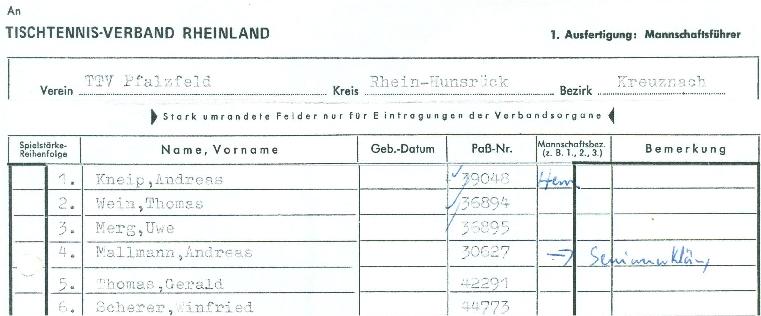 An
TISCHTENNIS-VERBAND RHEINLAND
1. Ausfertigung: Mannschaftsführer
Verein TTV Pfalzfeld Kreis Rhein-Hunsrück Bezirk Kreuznach
Stark umrandete Felder nur für Eintragungen der Verbandsorgane
Spielstärke-Reihenfolge Name, Vorname Geb.-Datum Paß-Nr. Mannschaftsbez. (z. B. 1., 2., 3.) Bemerkung
1. Kneip,Andreas 39048
2. Wein,Thomas 36894
3. Merg,Uwe 36895
4. Mallmann,Andreas 30627
5. Thomas,Gerald 42291
6. Scherer,Winfried 44773